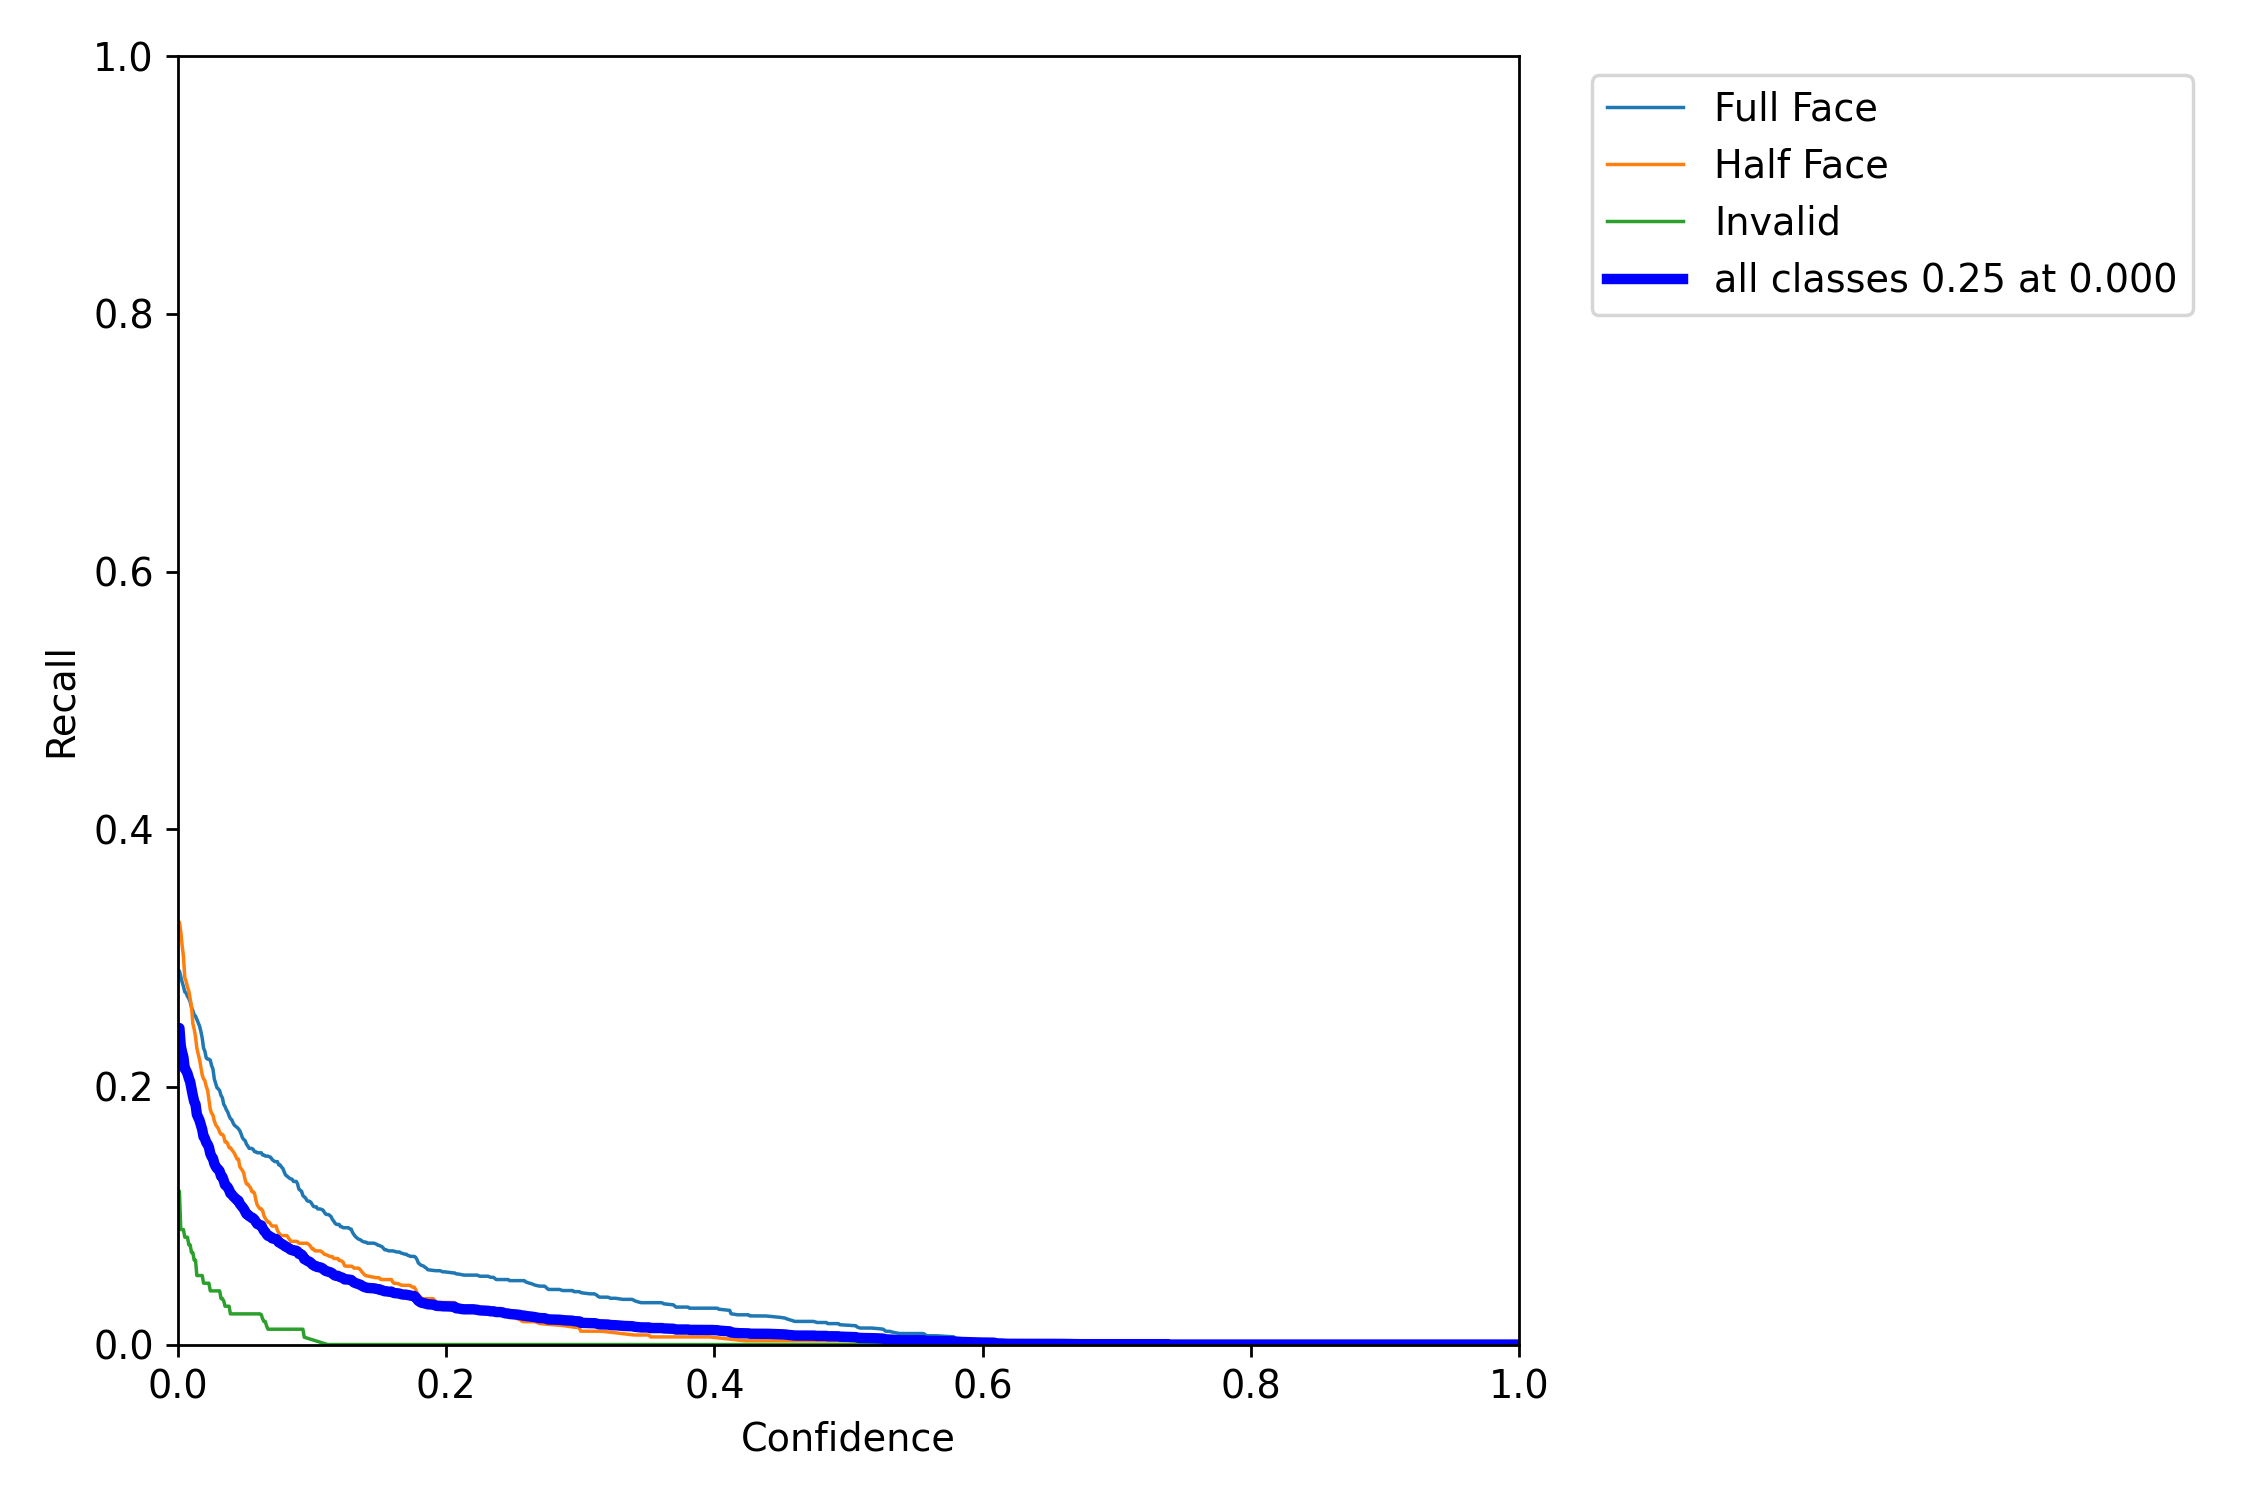 1.0
0.8
0.6
0.4
0.2
0.0
Recall
0.0 0.2 0.4 0.6 0.8 1.0
Confidence
Full Face
Half Face
Invalid
all classes 0.25 at 0.000